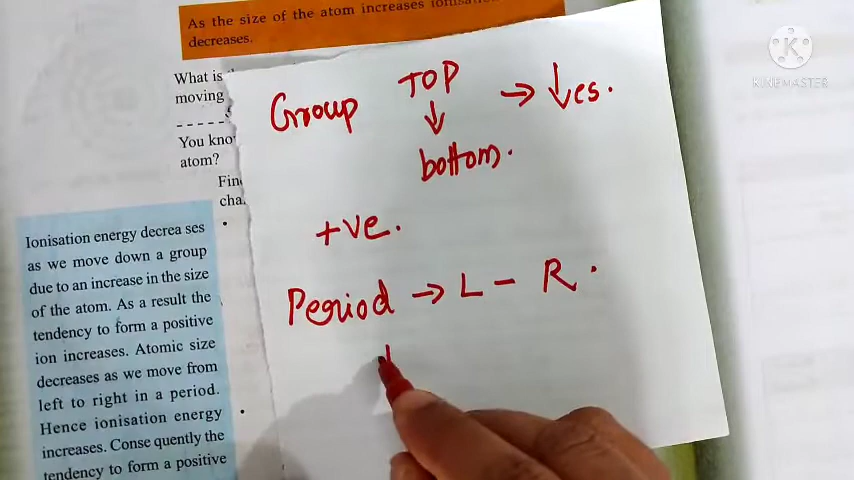 As the size of the atom increases ionisation
decreases.
What is
moving
You kno
atom?
Find
cha
Ionisation energy decrea ses
as we move down a group
due to an increase in the size
of the atom. As a result the
tendency to form a positive
ion increases. Atomic size
decreases as we move from
left to right in a period.
Hence ionisation energy
increases. Conse quently the
tendency to form a positive
Group TOP → ↓es.
↓
bottom.
+ve.
Period → L - R.
K
KINEMASTER